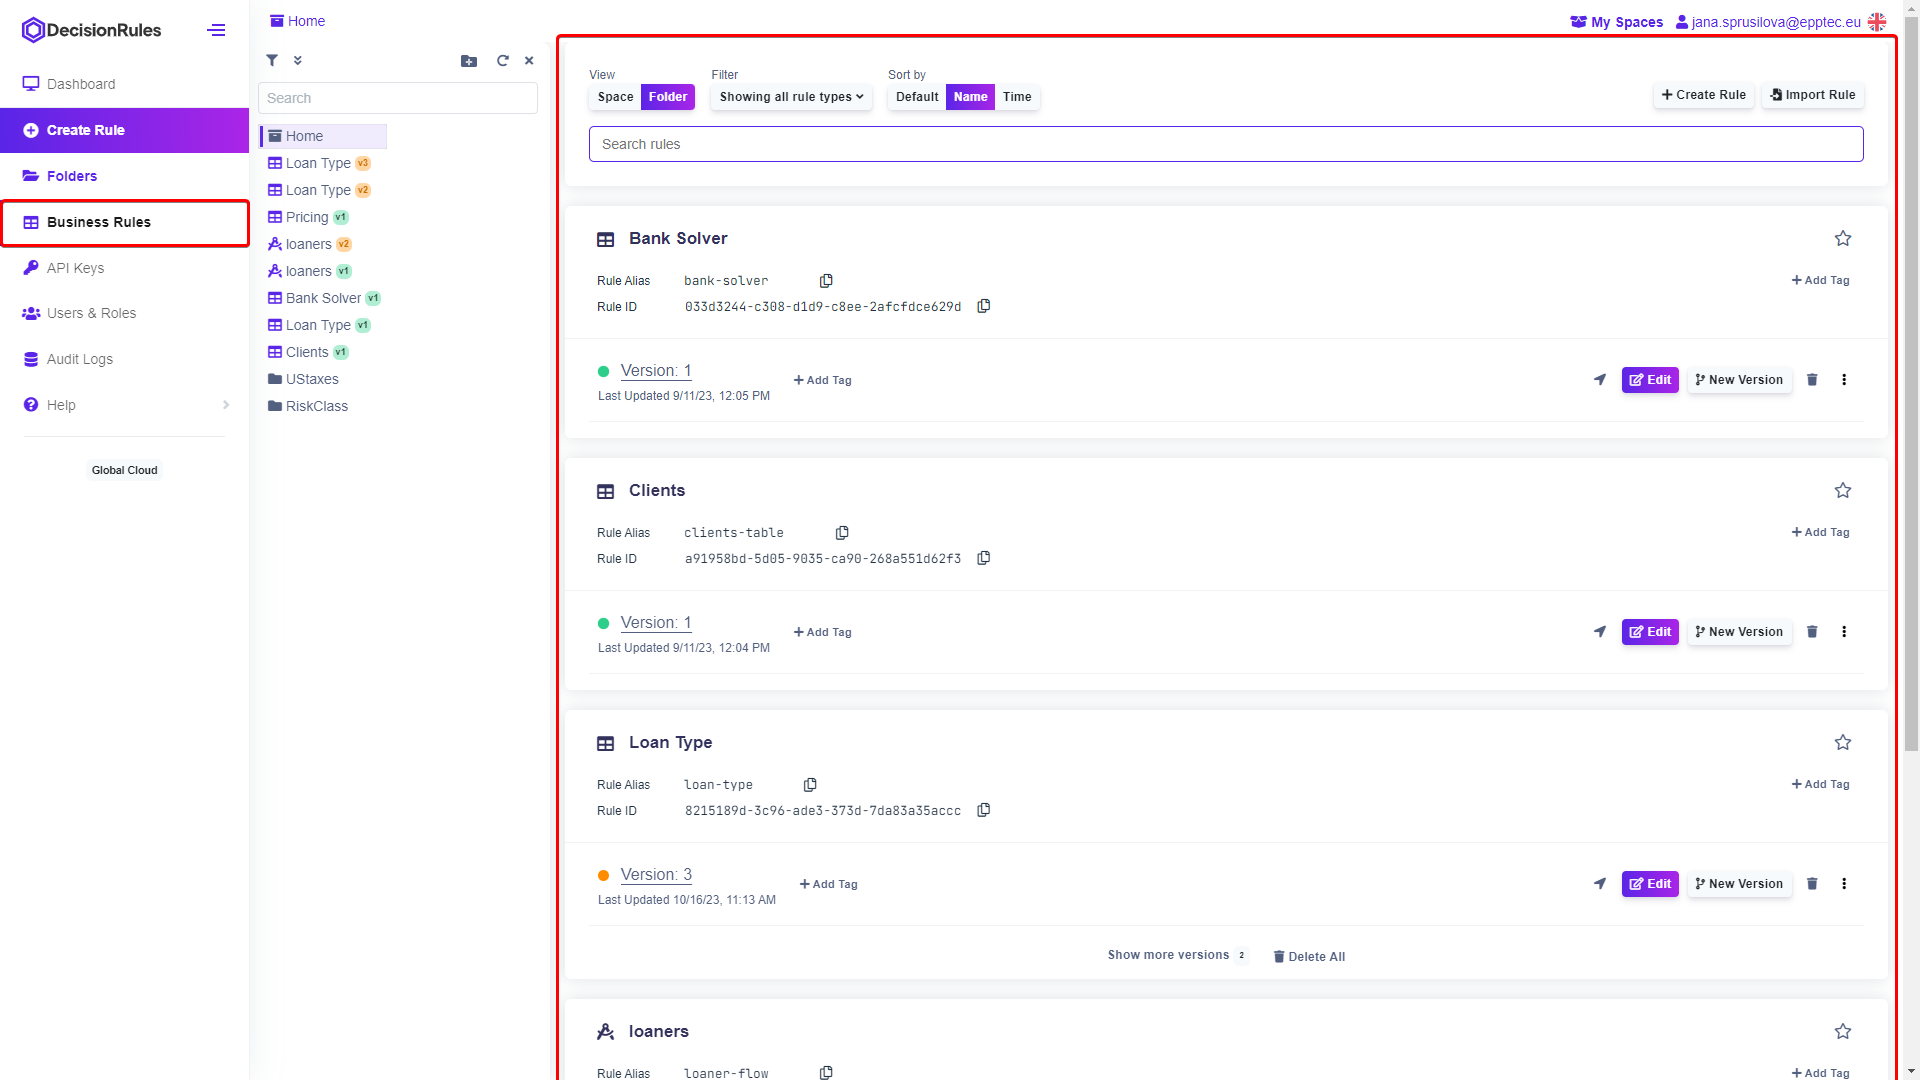 DecisionRules
Dashboard
Create Rule
Folders
Business Rules
API Keys
Users & Roles
Audit Logs
Help
Global Cloud
Home
Search
Home
Loan Type v3
Loan Type v2
Pricing v1
loaners v2
loaners v1
Bank Solver v1
Loan Type v1
Clients v1
UStaxes
RiskClass
My Spaces jana.sprusilova@epptec.eu
View Filter Sort by
Space Folder Showing all rule types Default Name Time Create Rule Import Rule
Search rules
Bank Solver
Rule Alias bank-solver Add Tag
Rule ID 033d3244-c308-d1d9-c8ee-2afcfdce629d
Version: 1 Add Tag Edit New Version
Last Updated 9/11/23, 12:05 PM
Clients
Rule Alias clients-table Add Tag
Rule ID a91958bd-5d05-9035-ca90-268a551d62f3
Version: 1 Add Tag Edit New Version
Last Updated 9/11/23, 12:04 PM
Loan Type
Rule Alias loan-type Add Tag
Rule ID 8215189d-3c96-ade3-373d-7da83a35accc
Version: 3 Add Tag Edit New Version
Last Updated 10/16/23, 11:13 AM
Show more versions 2 Delete All
loaners
Rule Alias loaner-flow Add Tag